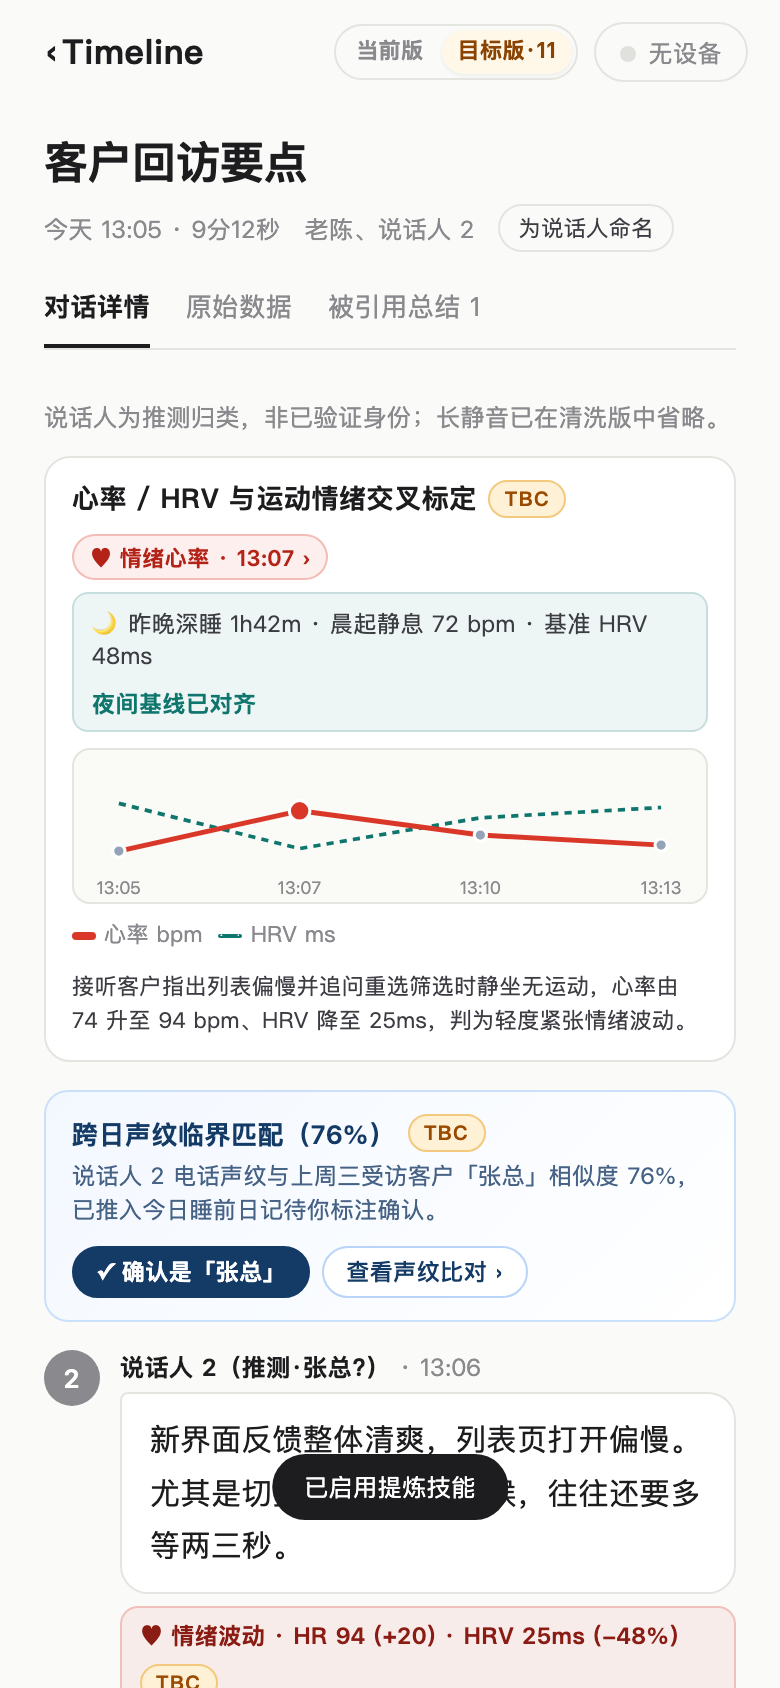 ‹ Timeline
当前版
目标版·11
无设备
客户回访要点
今天 13:05 · 9分12秒 老陈、说话人 2
为说话人命名
对话详情
原始数据
被引用总结 1
说话人为推测归类，非已验证身份；长静音已在清洗版中省略。
心率 / HRV 与运动情绪交叉标定
TBC
♥ 情绪心率 · 13:07 ›
🌙 昨晚深睡 1h42m · 晨起静息 72 bpm · 基准 HRV
48ms
夜间基线已对齐
13:05
13:07
13:10
13:13
心率 bpm
HRV ms
接听客户指出列表偏慢并追问重选筛选时静坐无运动，心率由
74 升至 94 bpm、HRV 降至 25ms，判为轻度紧张情绪波动。
跨日声纹临界匹配（76%）
TBC
说话人 2 电话声纹与上周三受访客户「张总」相似度 76%，
已推入今日睡前日记待你标注确认。
✓ 确认是「张总」
查看声纹比对 ›
2
说话人 2（推测·张总?） · 13:06
新界面反馈整体清爽，列表页打开偏慢。
尤其是切
，往往还要多
等两三秒。
已启用提炼技能
♥ 情绪波动 · HR 94 (+20) · HRV 25ms (−48%)
TBC